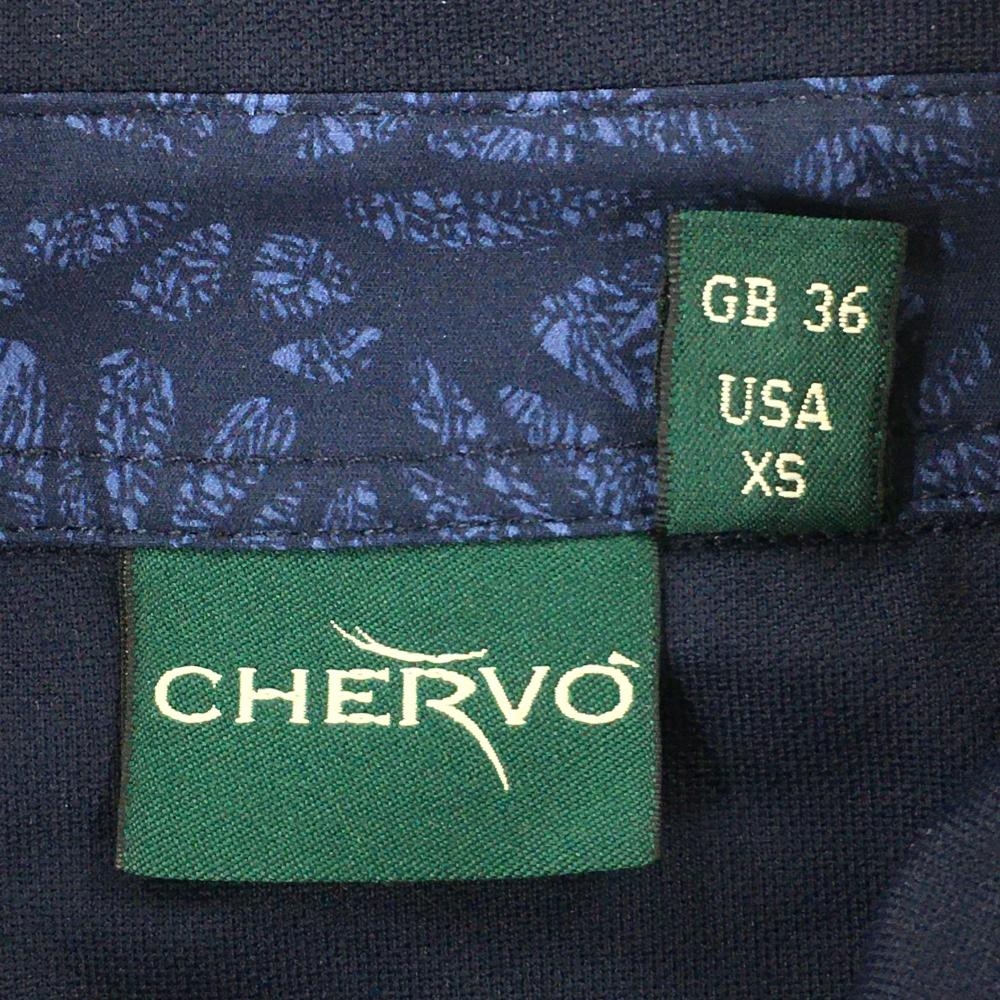 GB 36
USA
XS
CHERVÒ